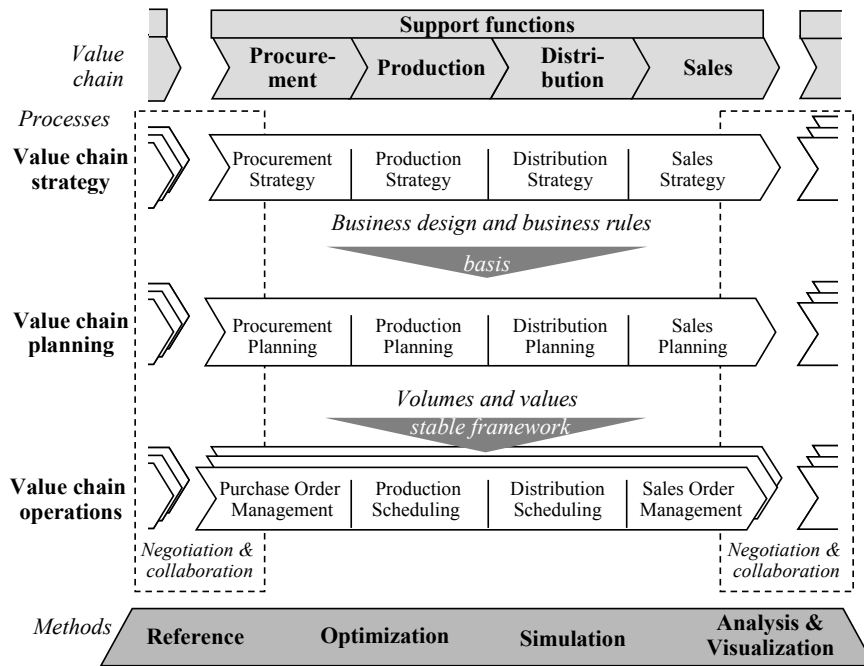 Support functions
Value
chain
Procure-
ment
Production
Distri-
bution
Sales
Processes
Value chain
strategy
Procurement
Strategy
Production
Strategy
Distribution
Strategy
Sales
Strategy
Business design and business rules
basis
Value chain
planning
Procurement
Planning
Production
Planning
Distribution
Planning
Sales
Planning
Volumes and values
stable framework
Value chain
operations
Purchase Order
Management
Production
Scheduling
Distribution
Scheduling
Sales Order
Management
Negotiation &
collaboration
Negotiation &
collaboration
Methods
Reference
Optimization
Simulation
Analysis &
Visualization